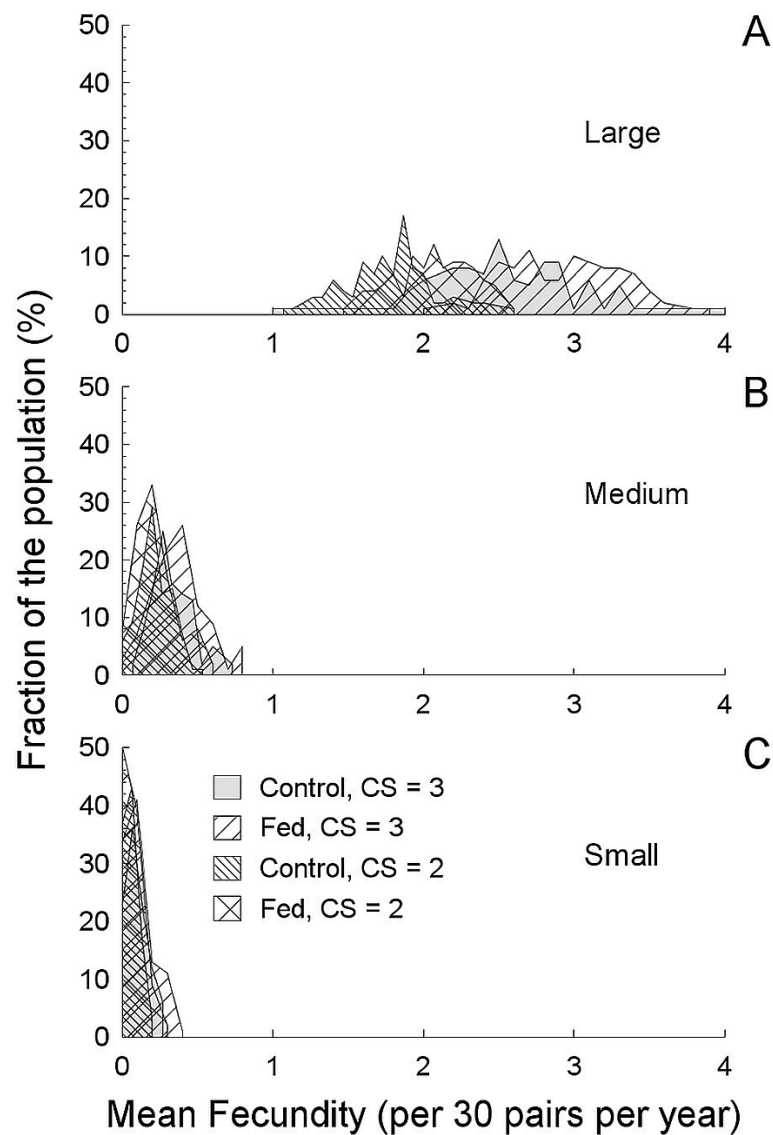 A
Large
50
40
30
20
10
0
0 1 2 3 4
B
Medium
50
40
30
20
10
0
0 1 2 3 4
C
Small
50
40
30
20
10
0
Control, CS = 3
Fed, CS = 3
Control, CS = 2
Fed, CS = 2
0 1 2 3 4
Fraction of the population (%)
Mean Fecundity (per 30 pairs per year)